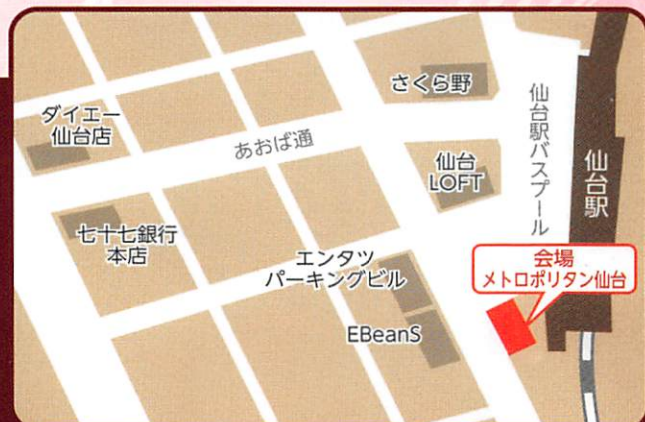 さくら野
ダイエー
仙台店
あおば通
仙台
LOFT
仙台駅バスプール
仙台駅
七十七銀行
本店
エンタツ
パーキングビル
会場
メトロポリタン仙台
EBeanS